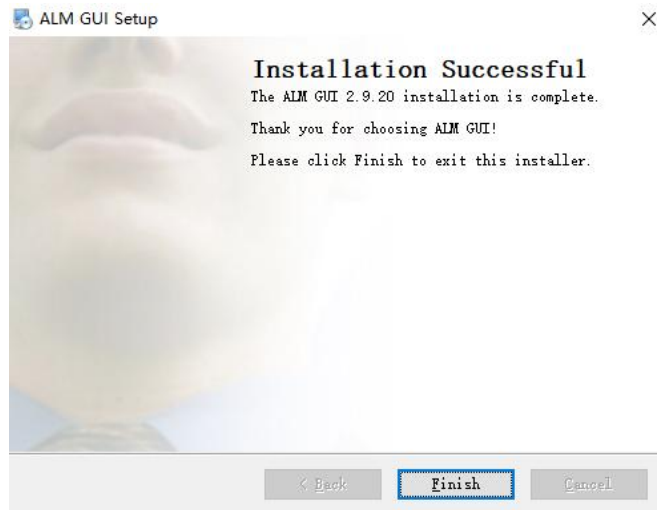 ALM GUI Setup
Installation Successful
The ALM GUI 2.9.20 installation is complete.
Thank you for choosing ALM GUI!
Please click Finish to exit this installer.
< Back
Finish
Cancel